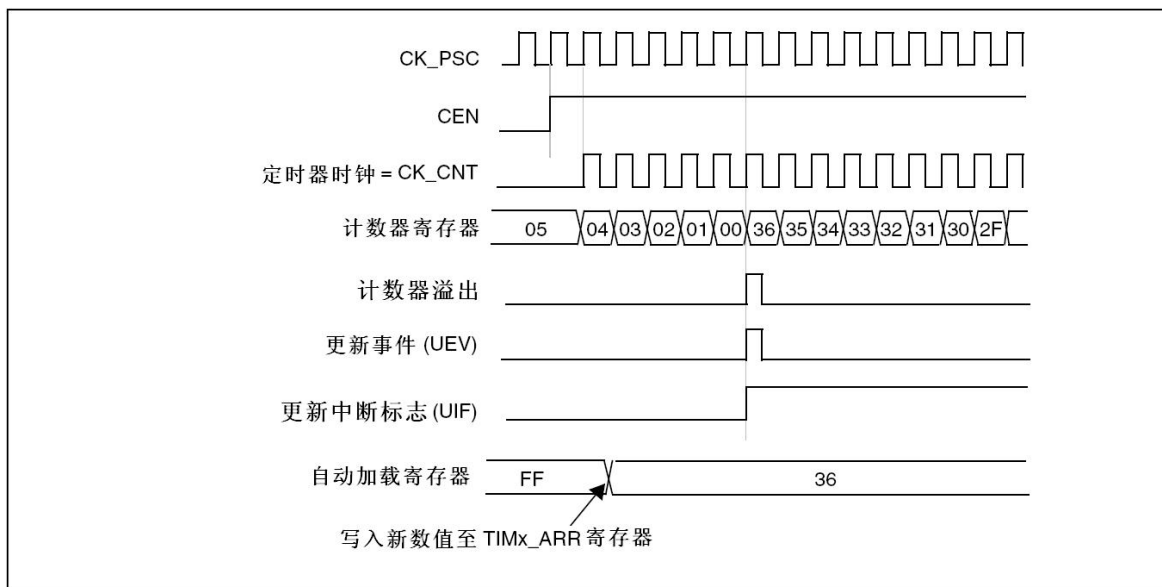 CK_PSC
CEN
定时器时钟 = CK_CNT
计数器寄存器 05 04 03 02 01 00 36 35 34 33 32 31 30 2F
计数器溢出
更新事件 (UEV)
更新中断标志 (UIF)
自动加载寄存器 FF 36
写入新数值至 TIMx_ARR 寄存器